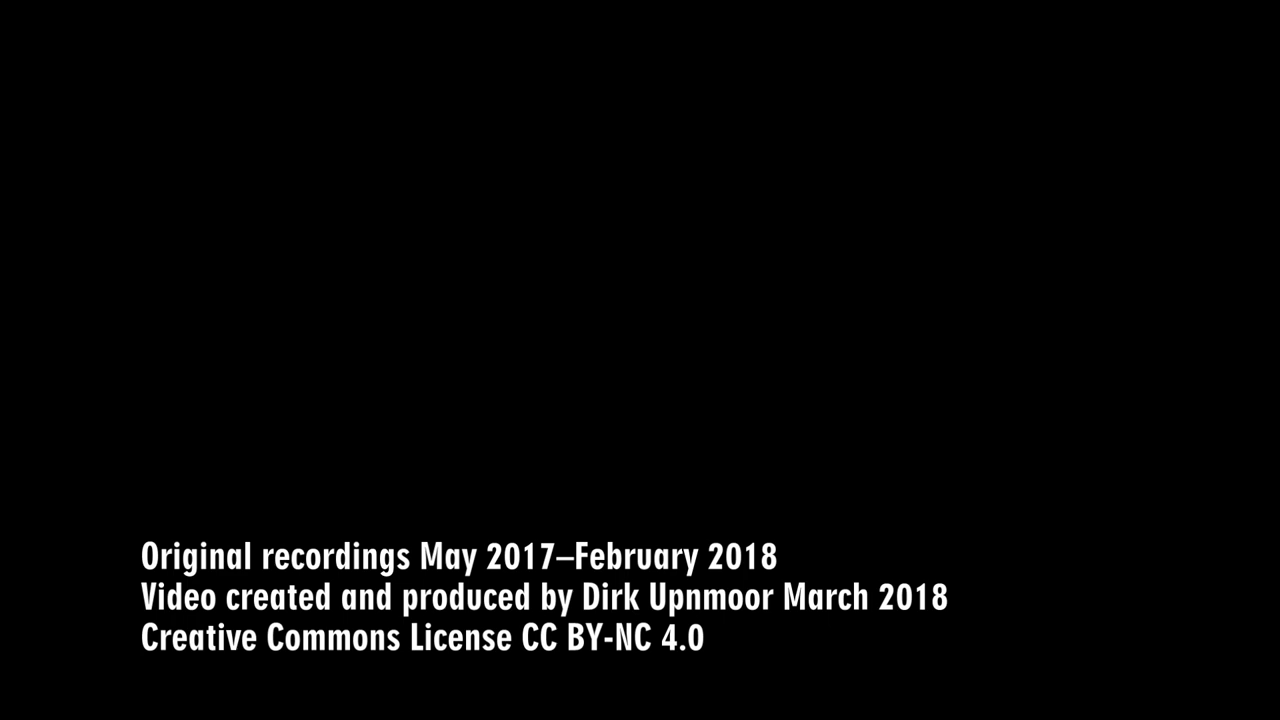 Original recordings May 2017–February 2018
Video created and produced by Dirk Upnmoor March 2018
Creative Commons License CC BY-NC 4.0